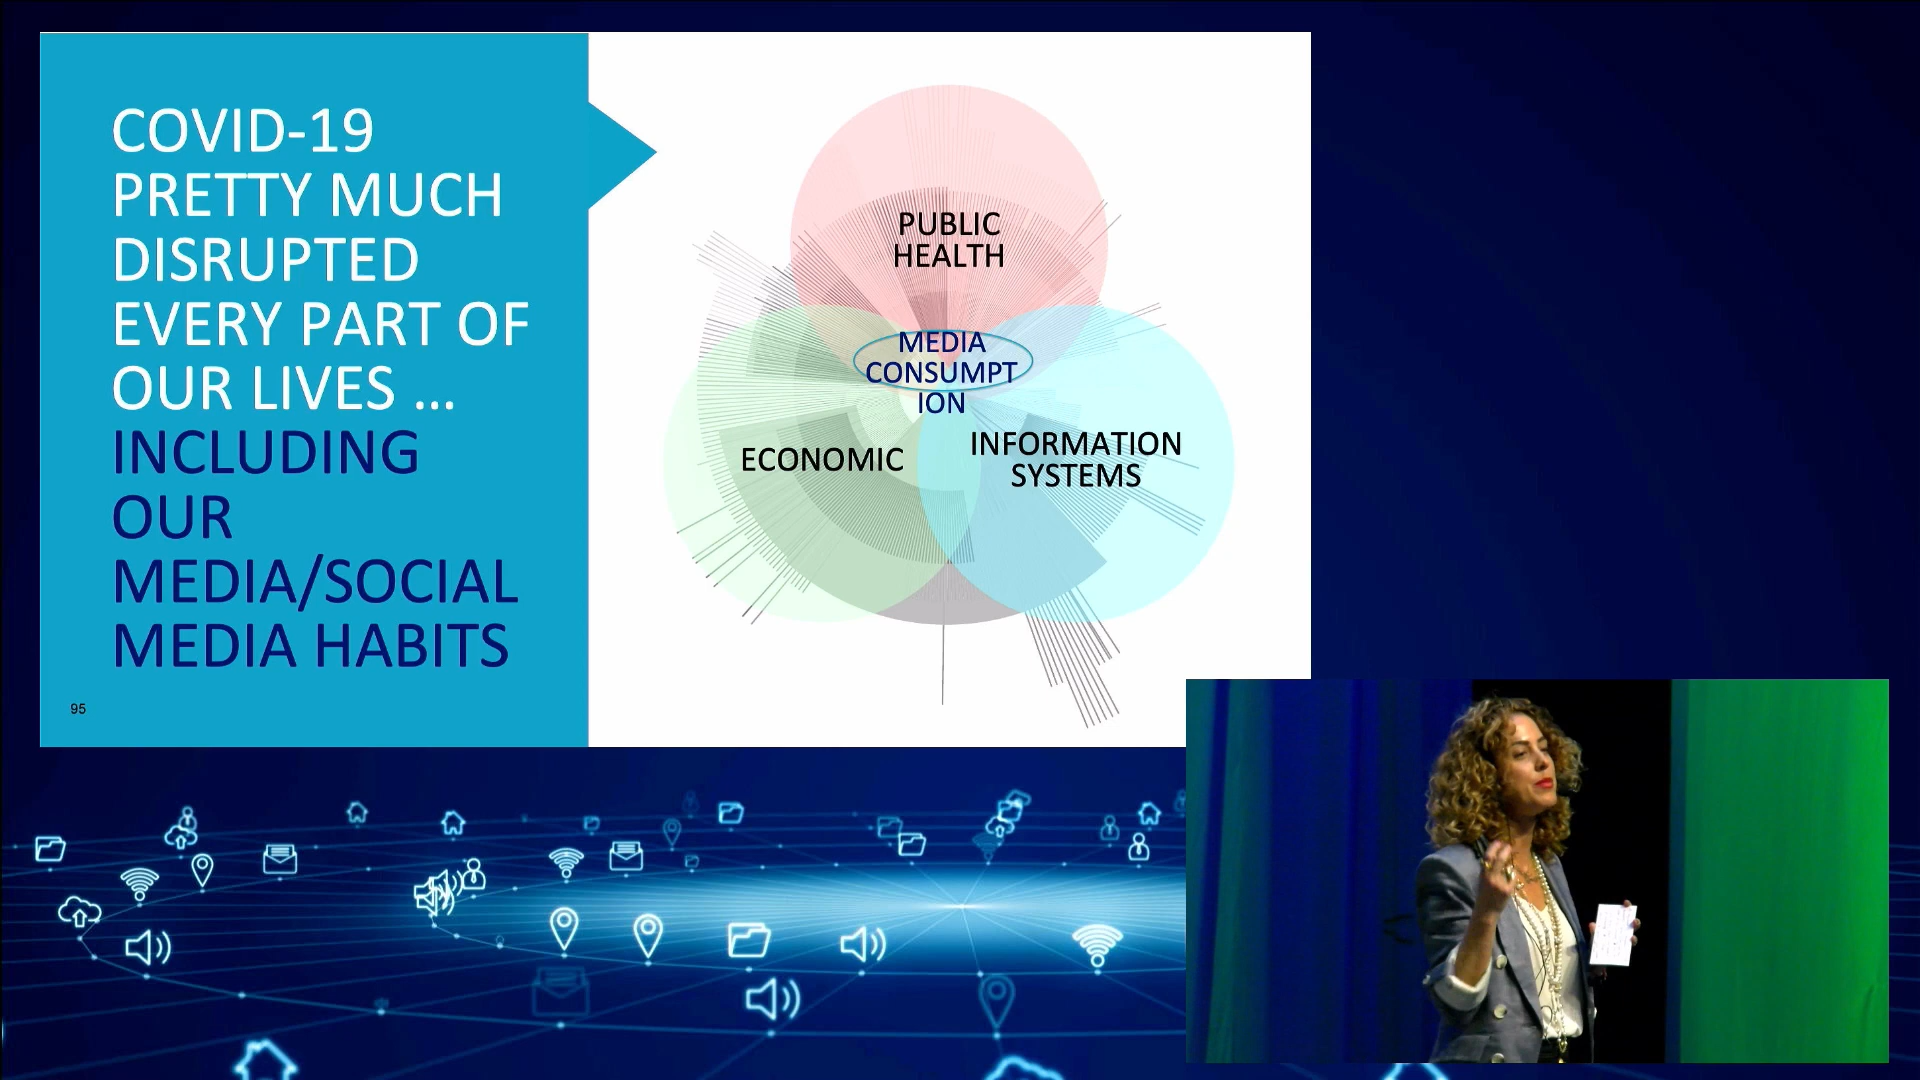 COVID-19
PRETTY MUCH
DISRUPTED
EVERY PART OF
OUR LIVES ...
INCLUDING
OUR
MEDIA/SOCIAL
MEDIA HABITS
95
PUBLIC
HEALTH
MEDIA
CONSUMPT
ION
ECONOMIC
INFORMATION
SYSTEMS